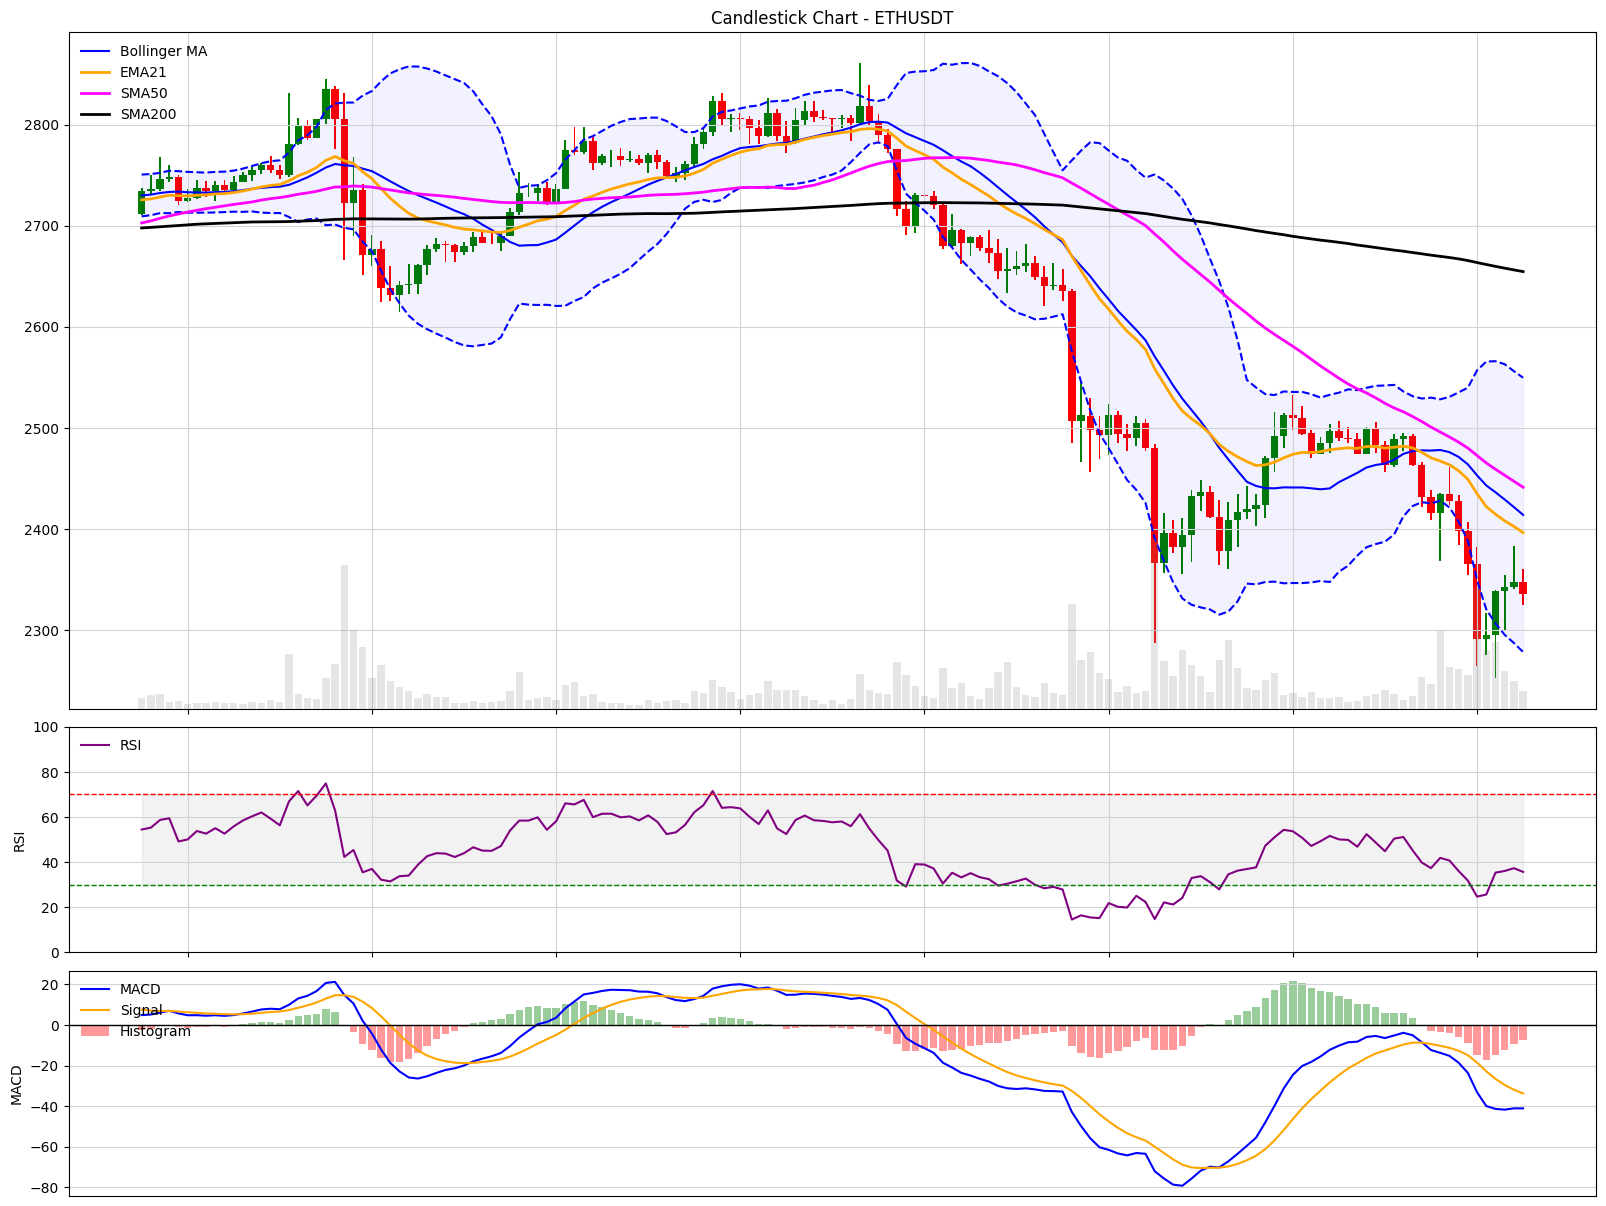 Candlestick Chart - ETHUSDT
Bollinger MA
EMA21
SMA50
SMA200
2800
2700
2600
2500
2400
2300
100
80
60
40
20
0
RSI
RSI
20
0
−20
−40
−60
−80
MACD
MACD
Signal
Histogram